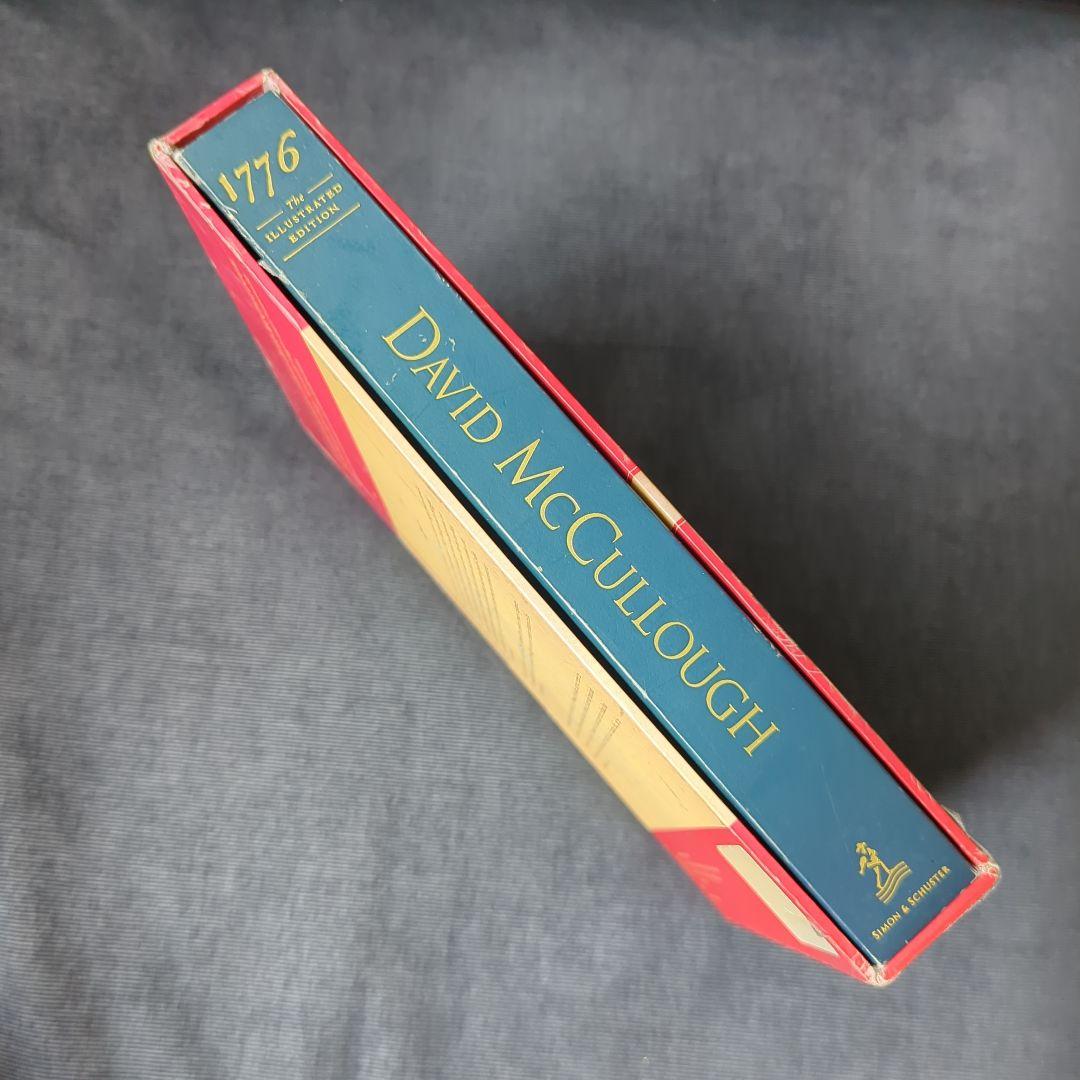 1776
The
ILLUSTRATED
EDITION
DAVID MCCULLOUGH
SIMON & SCHUSTER